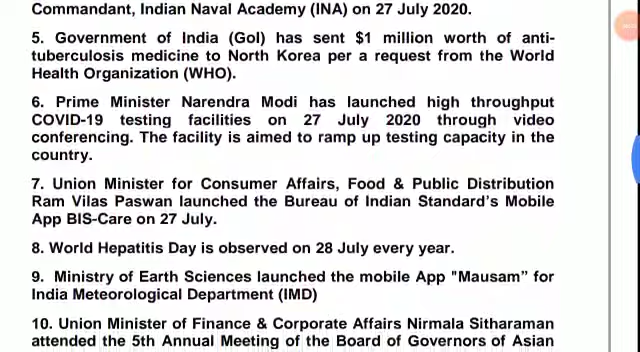 Commandant, Indian Naval Academy (INA) on 27 July 2020.
5. Government of India (GoI) has sent $1 million worth of anti-
tuberculosis medicine to North Korea per a request from the World
Health Organization (WHO).
6. Prime Minister Narendra Modi has launched high throughput
COVID-19 testing facilities on 27 July 2020 through video
conferencing. The facility is aimed to ramp up testing capacity in the
country.
7. Union Minister for Consumer Affairs, Food & Public Distribution
Ram Vilas Paswan launched the Bureau of Indian Standard's Mobile
App BIS-Care on 27 July.
8. World Hepatitis Day is observed on 28 July every year.
9. Ministry of Earth Sciences launched the mobile App "Mausam” for
India Meteorological Department (IMD)
10. Union Minister of Finance & Corporate Affairs Nirmala Sitharaman
attended the 5th Annual Meeting of the Board of Governors of Asian